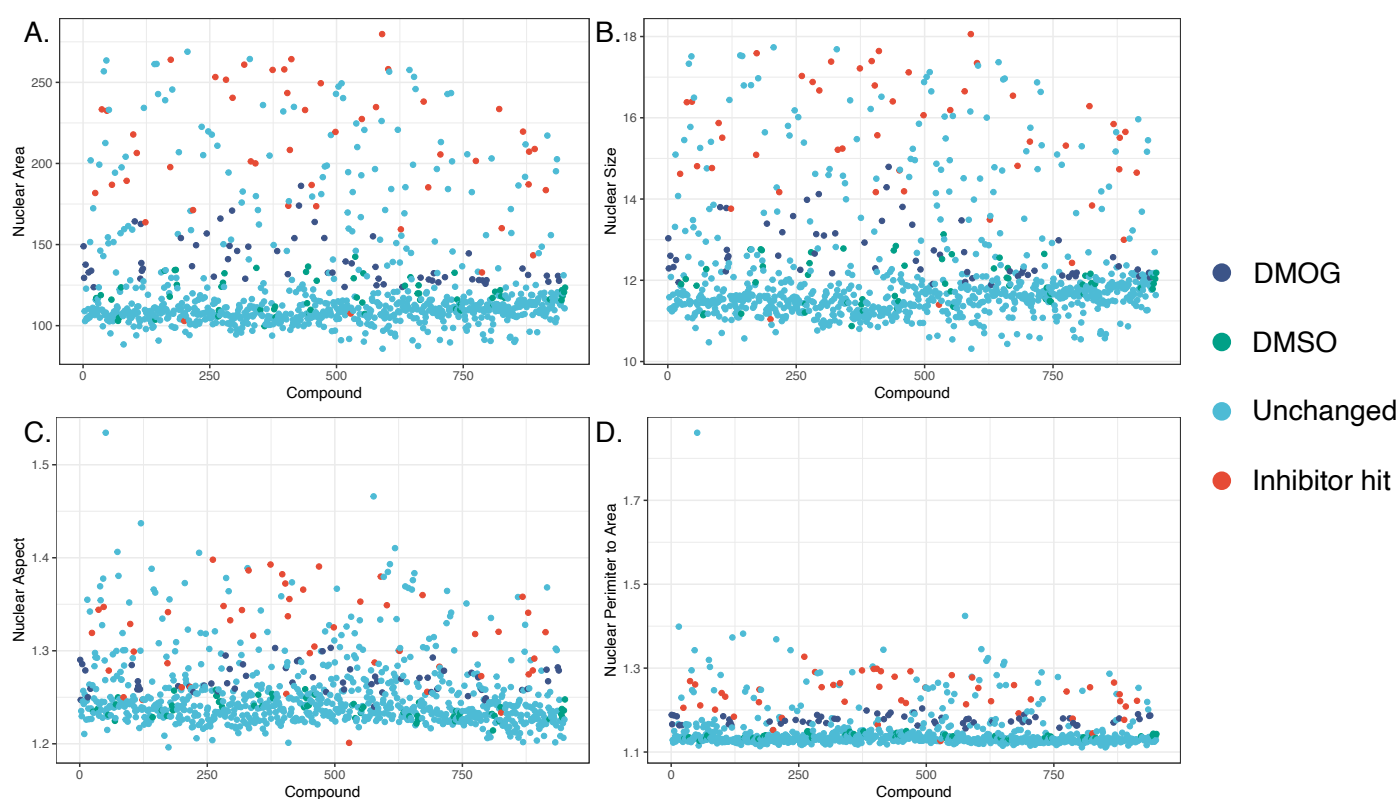 A.
Nuclear Area
250
200
150
100
0
250
500
750
Compound
B.
Nuclear Size
18
16
14
12
10
0
250
500
750
Compound
C.
Nuclear Aspect
1.5
1.4
1.3
1.2
0
250
500
750
Compound
D.
Nuclear Perimiter to Area
1.7
1.5
1.3
1.1
0
250
500
750
Compound
DMOG
DMSO
Unchanged
Inhibitor hit